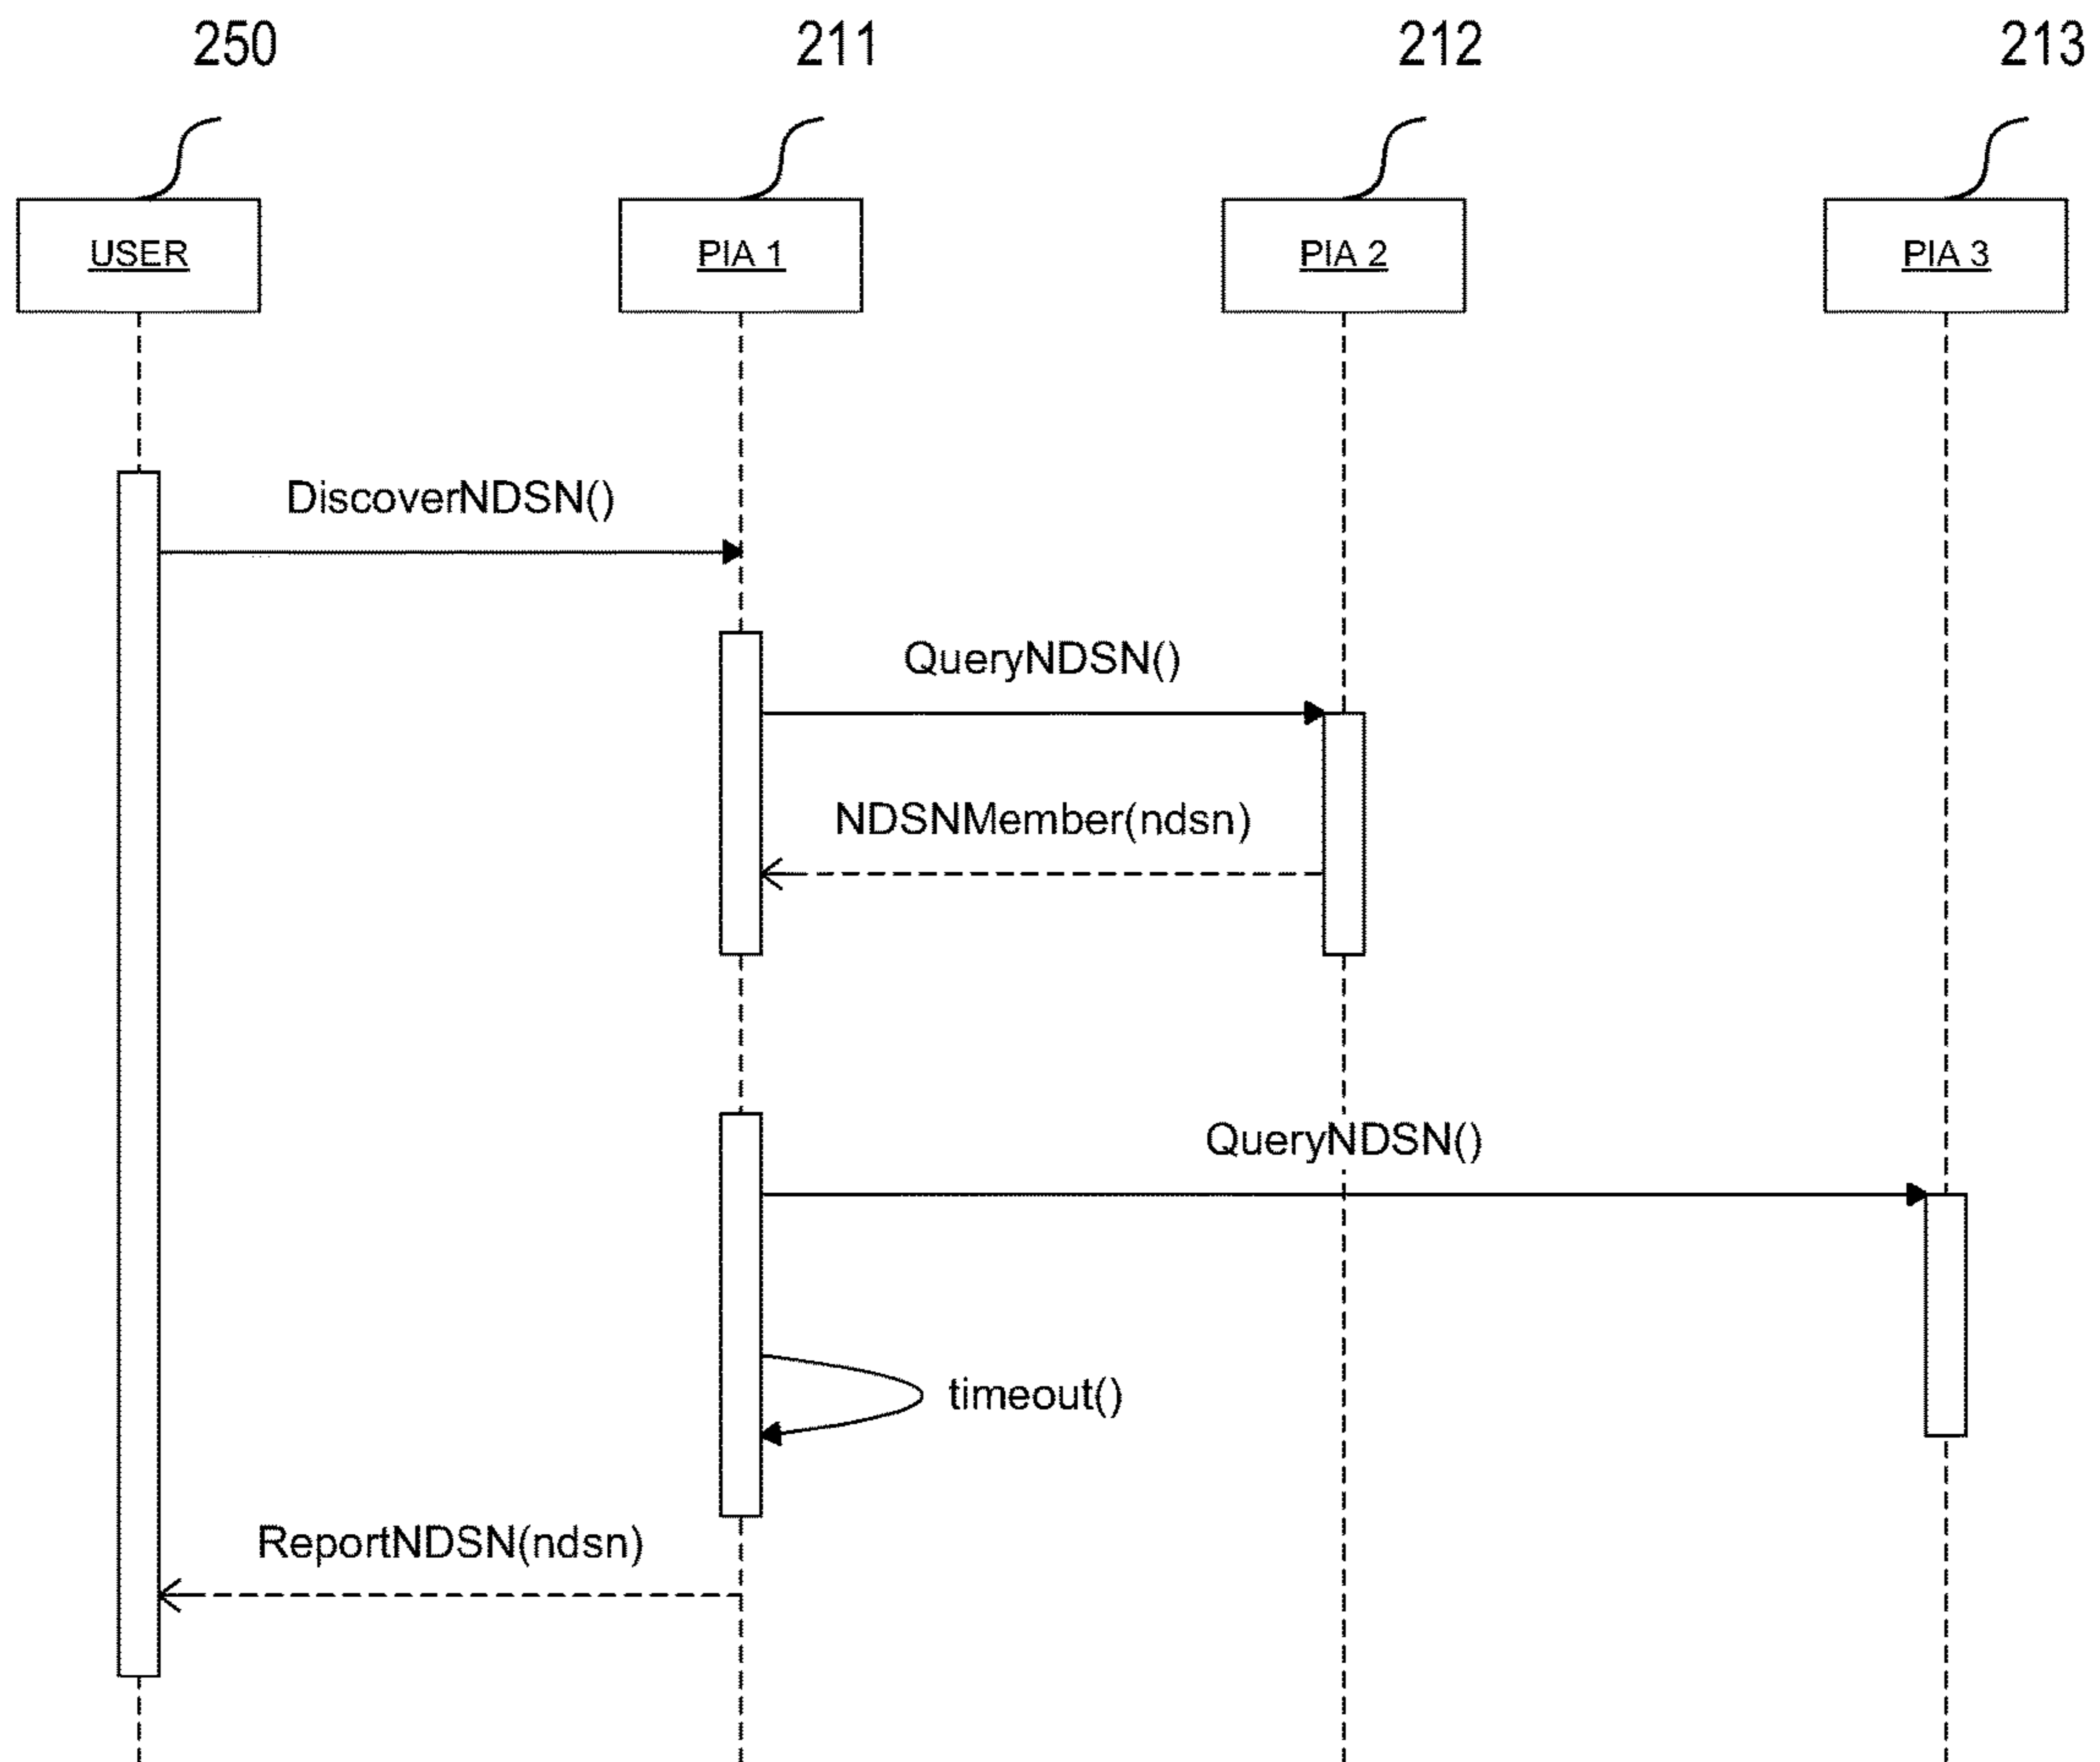 250
211
212
213
USER
PIA 1
PIA 2
PIA 3
DiscoverNDSN()
QueryNDSN()
NDSNMember(ndsn)
QueryNDSN()
timeout()
ReportNDSN(ndsn)